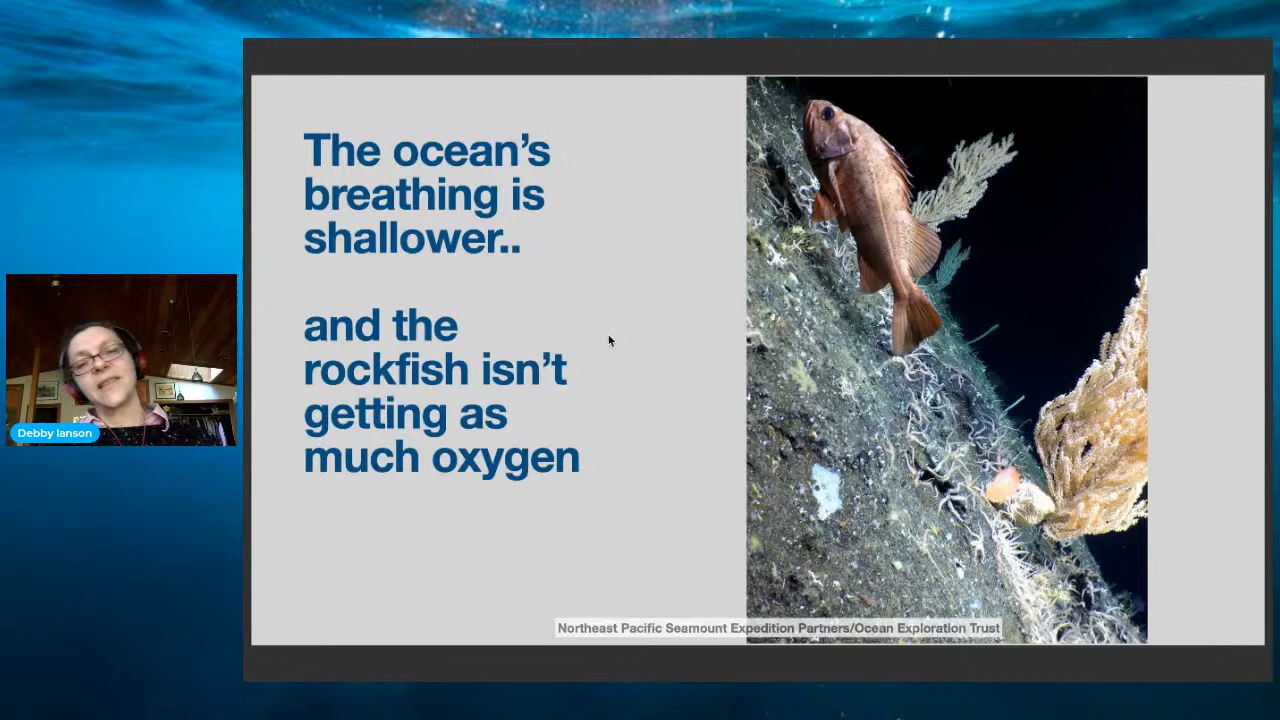 The ocean’s
breathing is
shallower..
and the
rockfish isn’t
getting as
much oxygen
Debby Ianson
Northeast Pacific Seamount Expedition Partners/Ocean Exploration Trust